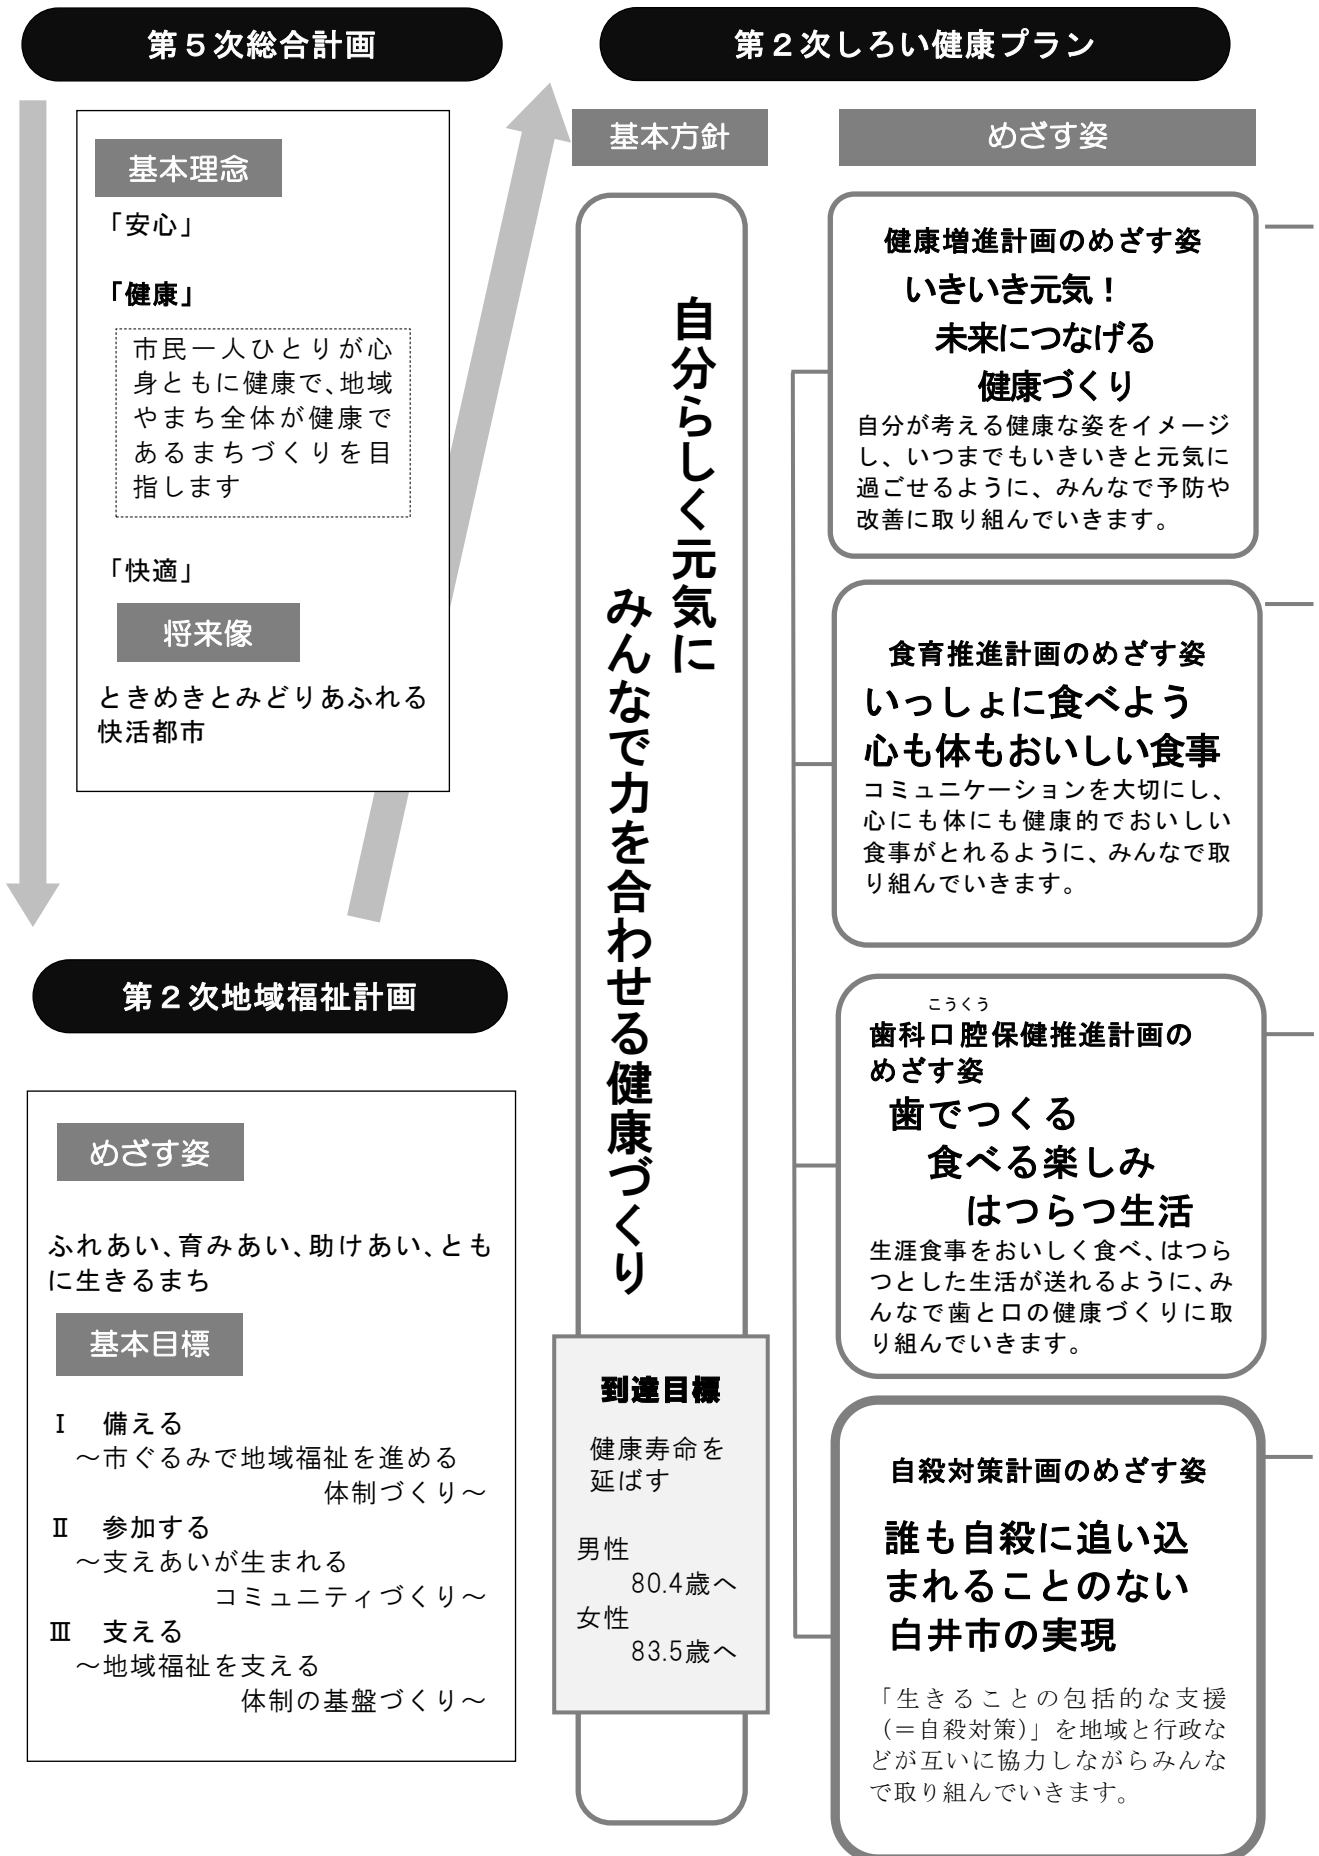 第５次総合計画
基本理念
「安心」
「健康」
市民一人ひとりが心
身ともに健康で、地域
やまち全体が健康で
あるまちづくりを目
指します
「快適」
将来像
ときめきとみどりあふれる
快活都市
第２次地域福祉計画
めざす姿
ふれあい、育みあい、助けあい、とも
に生きるまち
基本目標
Ⅰ　備える
～市ぐるみで地域福祉を進める
体制づくり～
Ⅱ　参加する
～支えあいが生まれる
コミュニティづくり～
Ⅲ　支える
～地域福祉を支える
体制の基盤づくり～
第２次しろい健康プラン
基本方針
自分らしく元気に
みんなで力を合わせる健康づくり
到達目標
健康寿命を
延ばす
男性
80.4歳へ
女性
83.5歳へ
めざす姿
健康増進計画のめざす姿
いきいき元気！
未来につなげる
健康づくり
自分が考える健康な姿をイメージ
し、いつまでもいきいきと元気に
過ごせるように、みんなで予防や
改善に取り組んでいきます。
食育推進計画のめざす姿
いっしょに食べよう
心も体もおいしい食事
コミュニケーションを大切にし、
心にも体にも健康的でおいしい
食事がとれるように、みんなで取
り組んでいきます。
こうくう
歯科口腔保健推進計画の
めざす姿
歯でつくる
食べる楽しみ
はつらつ生活
生涯食事をおいしく食べ、はつら
つとした生活が送れるように、み
んなで歯と口の健康づくりに取
り組んでいきます。
自殺対策計画のめざす姿
誰も自殺に追い込
まれることのない
白井市の実現
「生きることの包括的な支援
（＝自殺対策）」を地域と行政な
どが互いに協力しながらみんな
で取り組んでいきます。